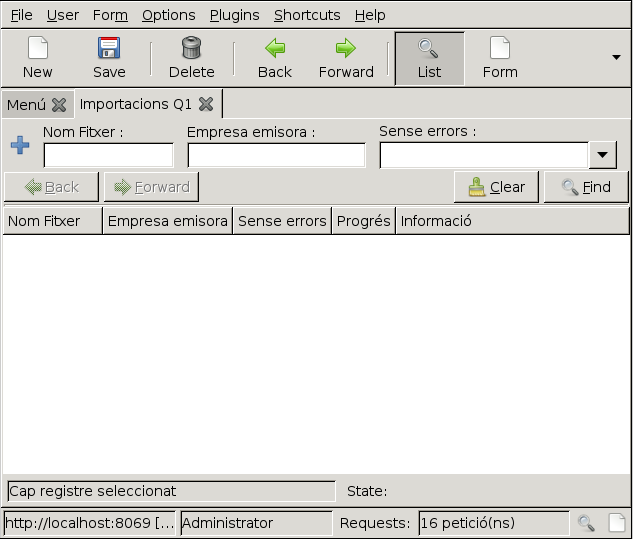 File User Form Options Plugins Shortcuts Help
New Save Delete Back Forward List Form
Menú Importacions Q1
Nom Fitxer : Empresa emisora : Sense errors :
Back Forward Clear Find
Nom Fitxer Empresa emisora Sense errors Progrés Informació
Cap registre seleccionat State:
http://localhost:8069 [... Administrator Requests: 16 petició(ns)